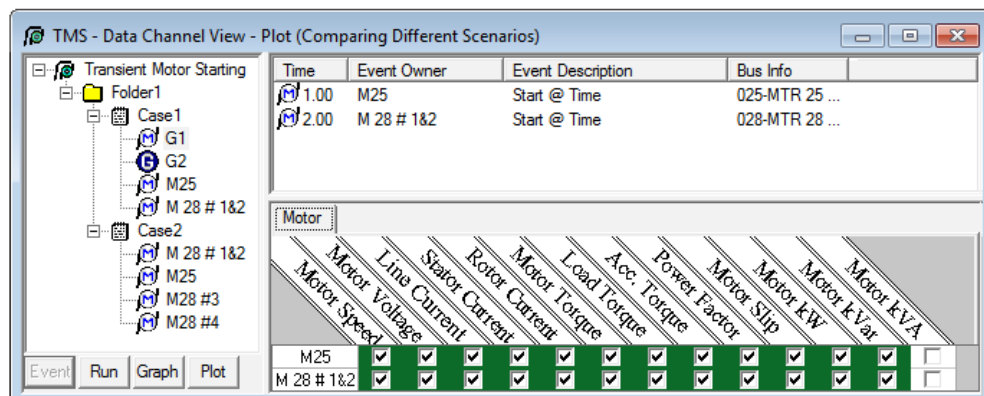 TMS - Data Channel View - Plot (Comparing Different Scenarios)
Transient Motor Starting
Folder1
Case1
G1
G2
M25
M 28 # 1&2
Case2
M 28 # 1&2
M25
M28 #3
M28 #4
Event Run Graph Plot
Time Event Owner Event Description Bus Info
1.00 M25 Start @ Time 025-MTR 25 ...
2.00 M 28 # 1&2 Start @ Time 028-MTR 28 ...
Motor
Motor Speed
Motor Voltage
Line Current
Stator Current
Rotor Current
Motor Torque
Load Torque
Acc. Torque
Power Factor
Motor Slip
Motor kW
Motor kVar
Motor kVA
M25
M 28 # 1&2